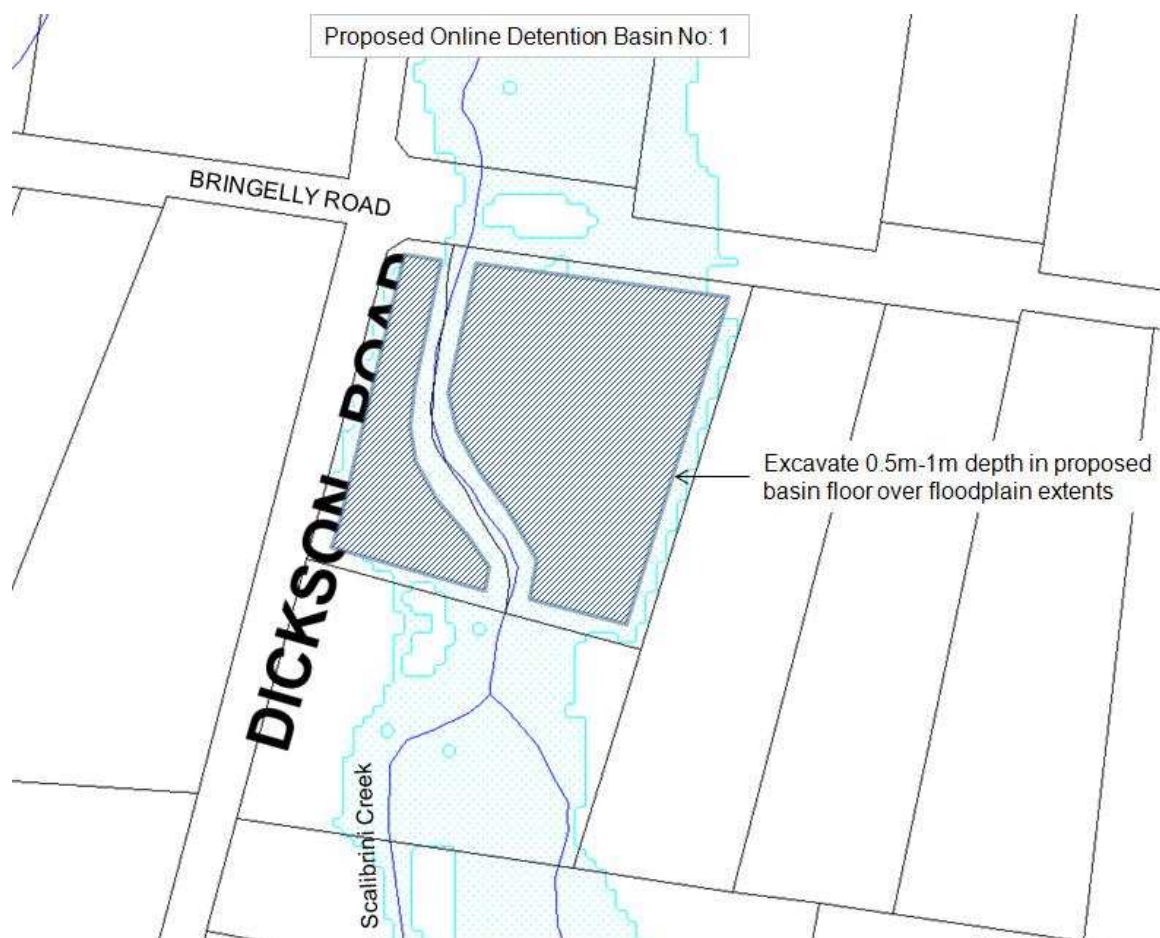 Proposed Online Detention Basin No: 1
BRINGELLY ROAD
DICKSON ROAD
Excavate 0.5m-1m depth in proposed
basin floor over floodplain extents
Scalibrini Creek